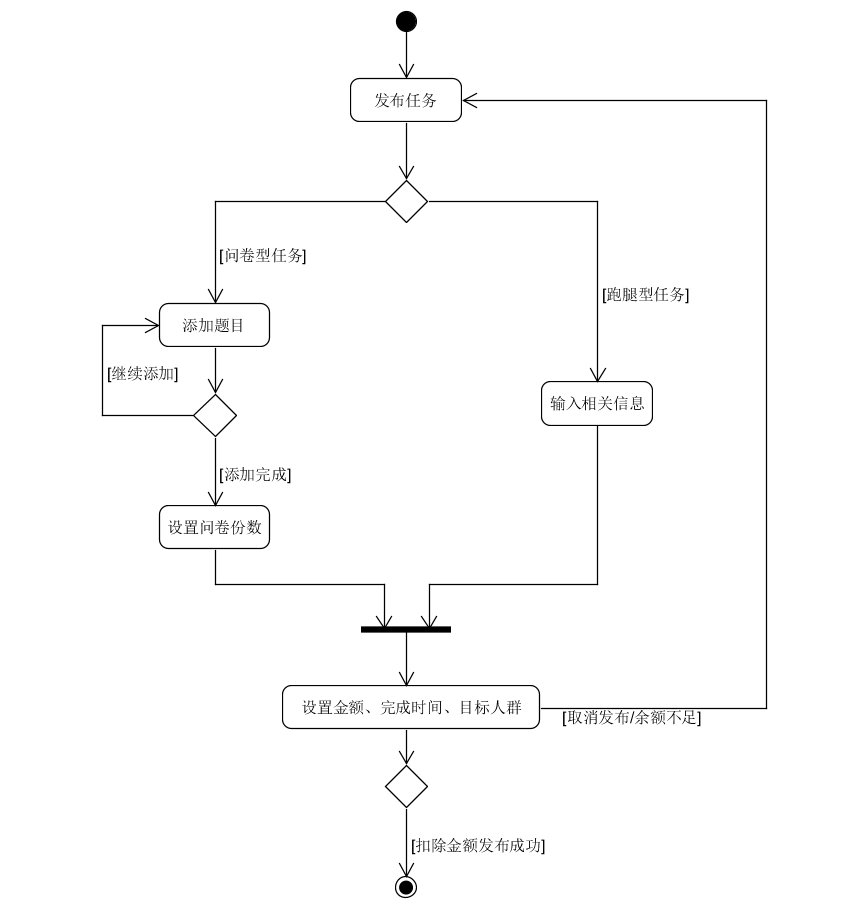 发布任务
[问卷型任务]
[跑腿型任务]
添加题目
[继续添加]
输入相关信息
[添加完成]
设置问卷份数
设置金额、完成时间、目标人群
[取消发布/余额不足]
[扣除金额发布成功]